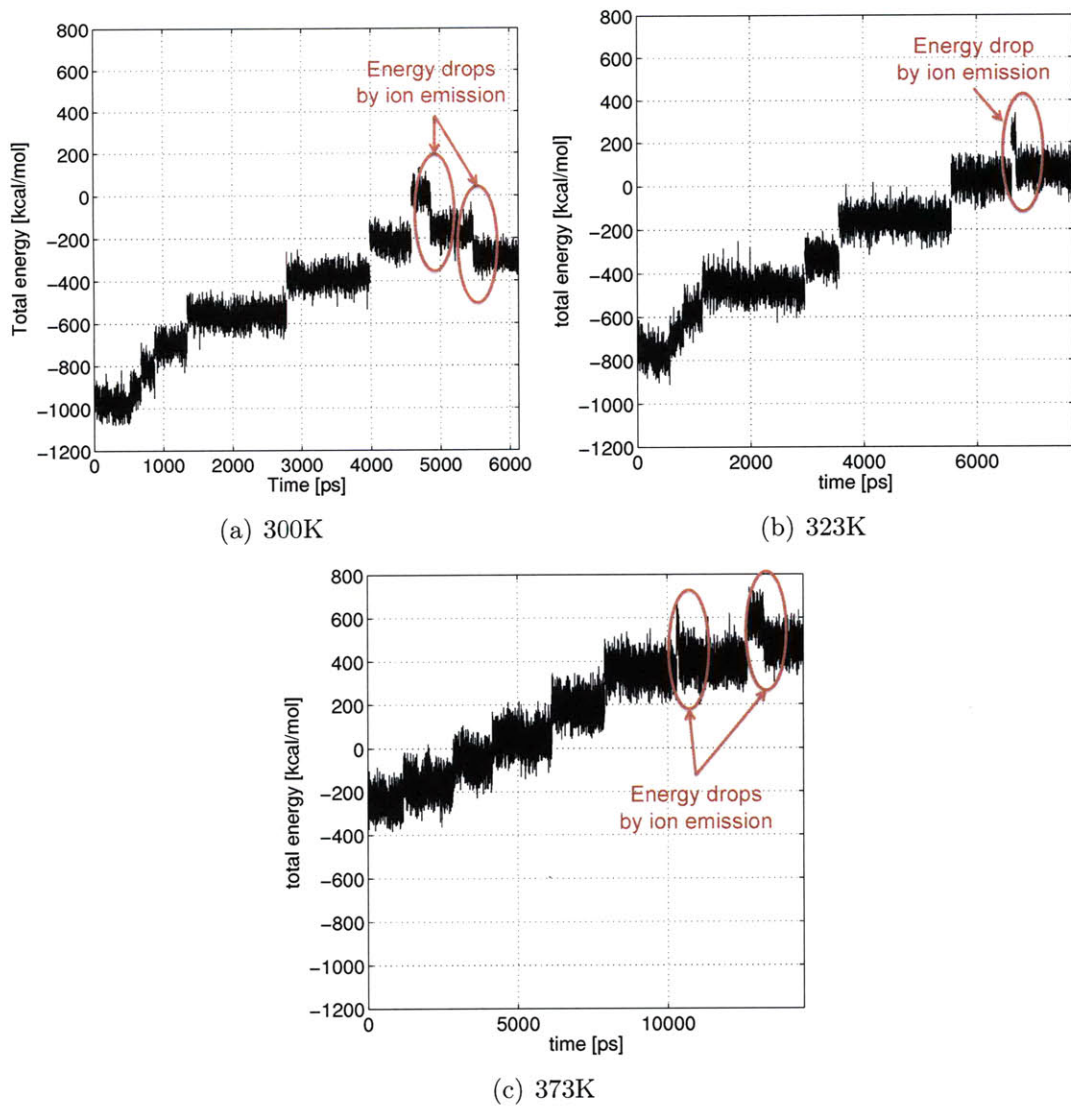 800
600
400
200
0
−200
−400
−600
−800
−1000
−1200
Total energy [kcal/mol]
Energy drops
by ion emission
0 1000 2000 3000 4000 5000 6000
Time [ps]
(a) 300K
800
600
400
200
0
−200
−400
−600
−800
−1000
−1200
total energy [kcal/mol]
Energy drop
by ion emission
0 2000 4000 6000
time [ps]
(b) 323K
800
600
400
200
0
−200
−400
−600
−800
−1000
−1200
total energy [kcal/mol]
Energy drops
by ion emission
0 5000 10000
time [ps]
(c) 373K